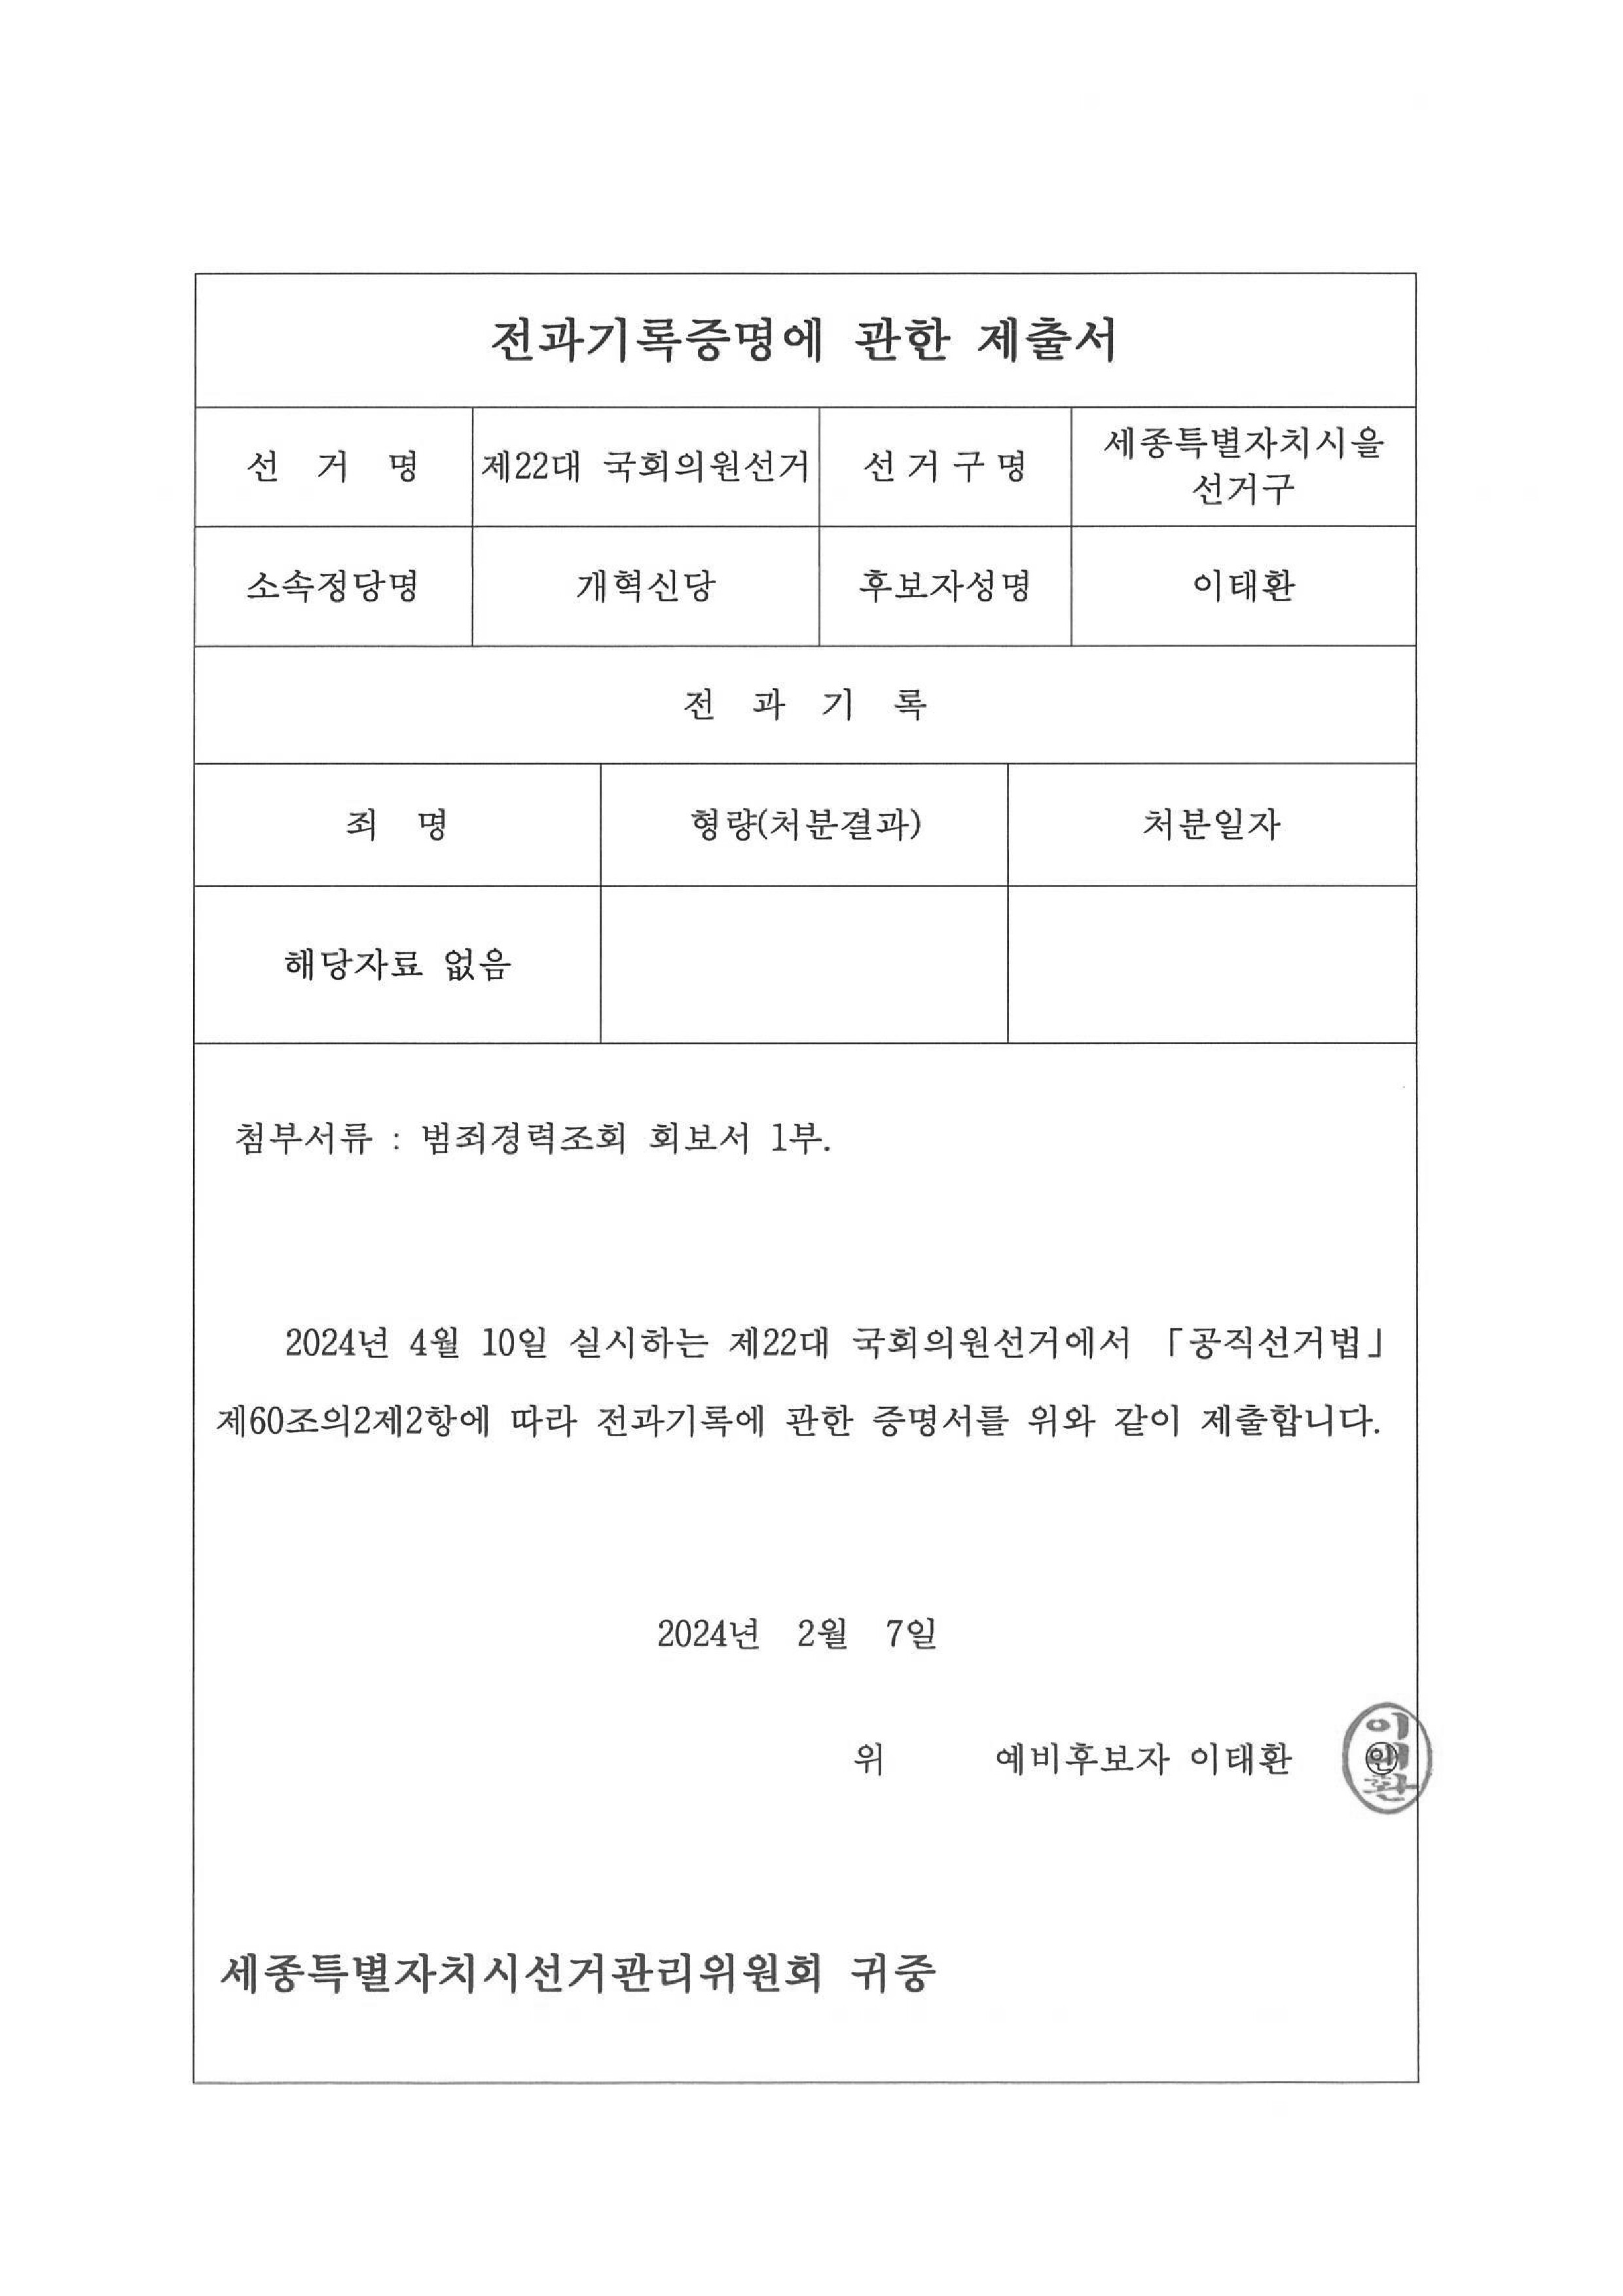 전과기록증명에 관한 제출서
선 거 명 제22대 국회의원선거 선 거 구 명 세종특별자치시을
선거구
소속정당명 개혁신당 후보자성명 이태환
전 과 기 록
죄 명 형량(처분결과) 처분일자
해당자료 없음
첨부서류 : 범죄경력조회 회보서 1부.
2024년 4월 10일 실시하는 제22대 국회의원선거에서 「공직선거법」
제60조의2제2항에 따라 전과기록에 관한 증명서를 위와 같이 제출합니다.
2024년 2월 7일
위 예비후보자 이태환 ㊞
이태환
세종특별자치시선거관리위원회 귀중